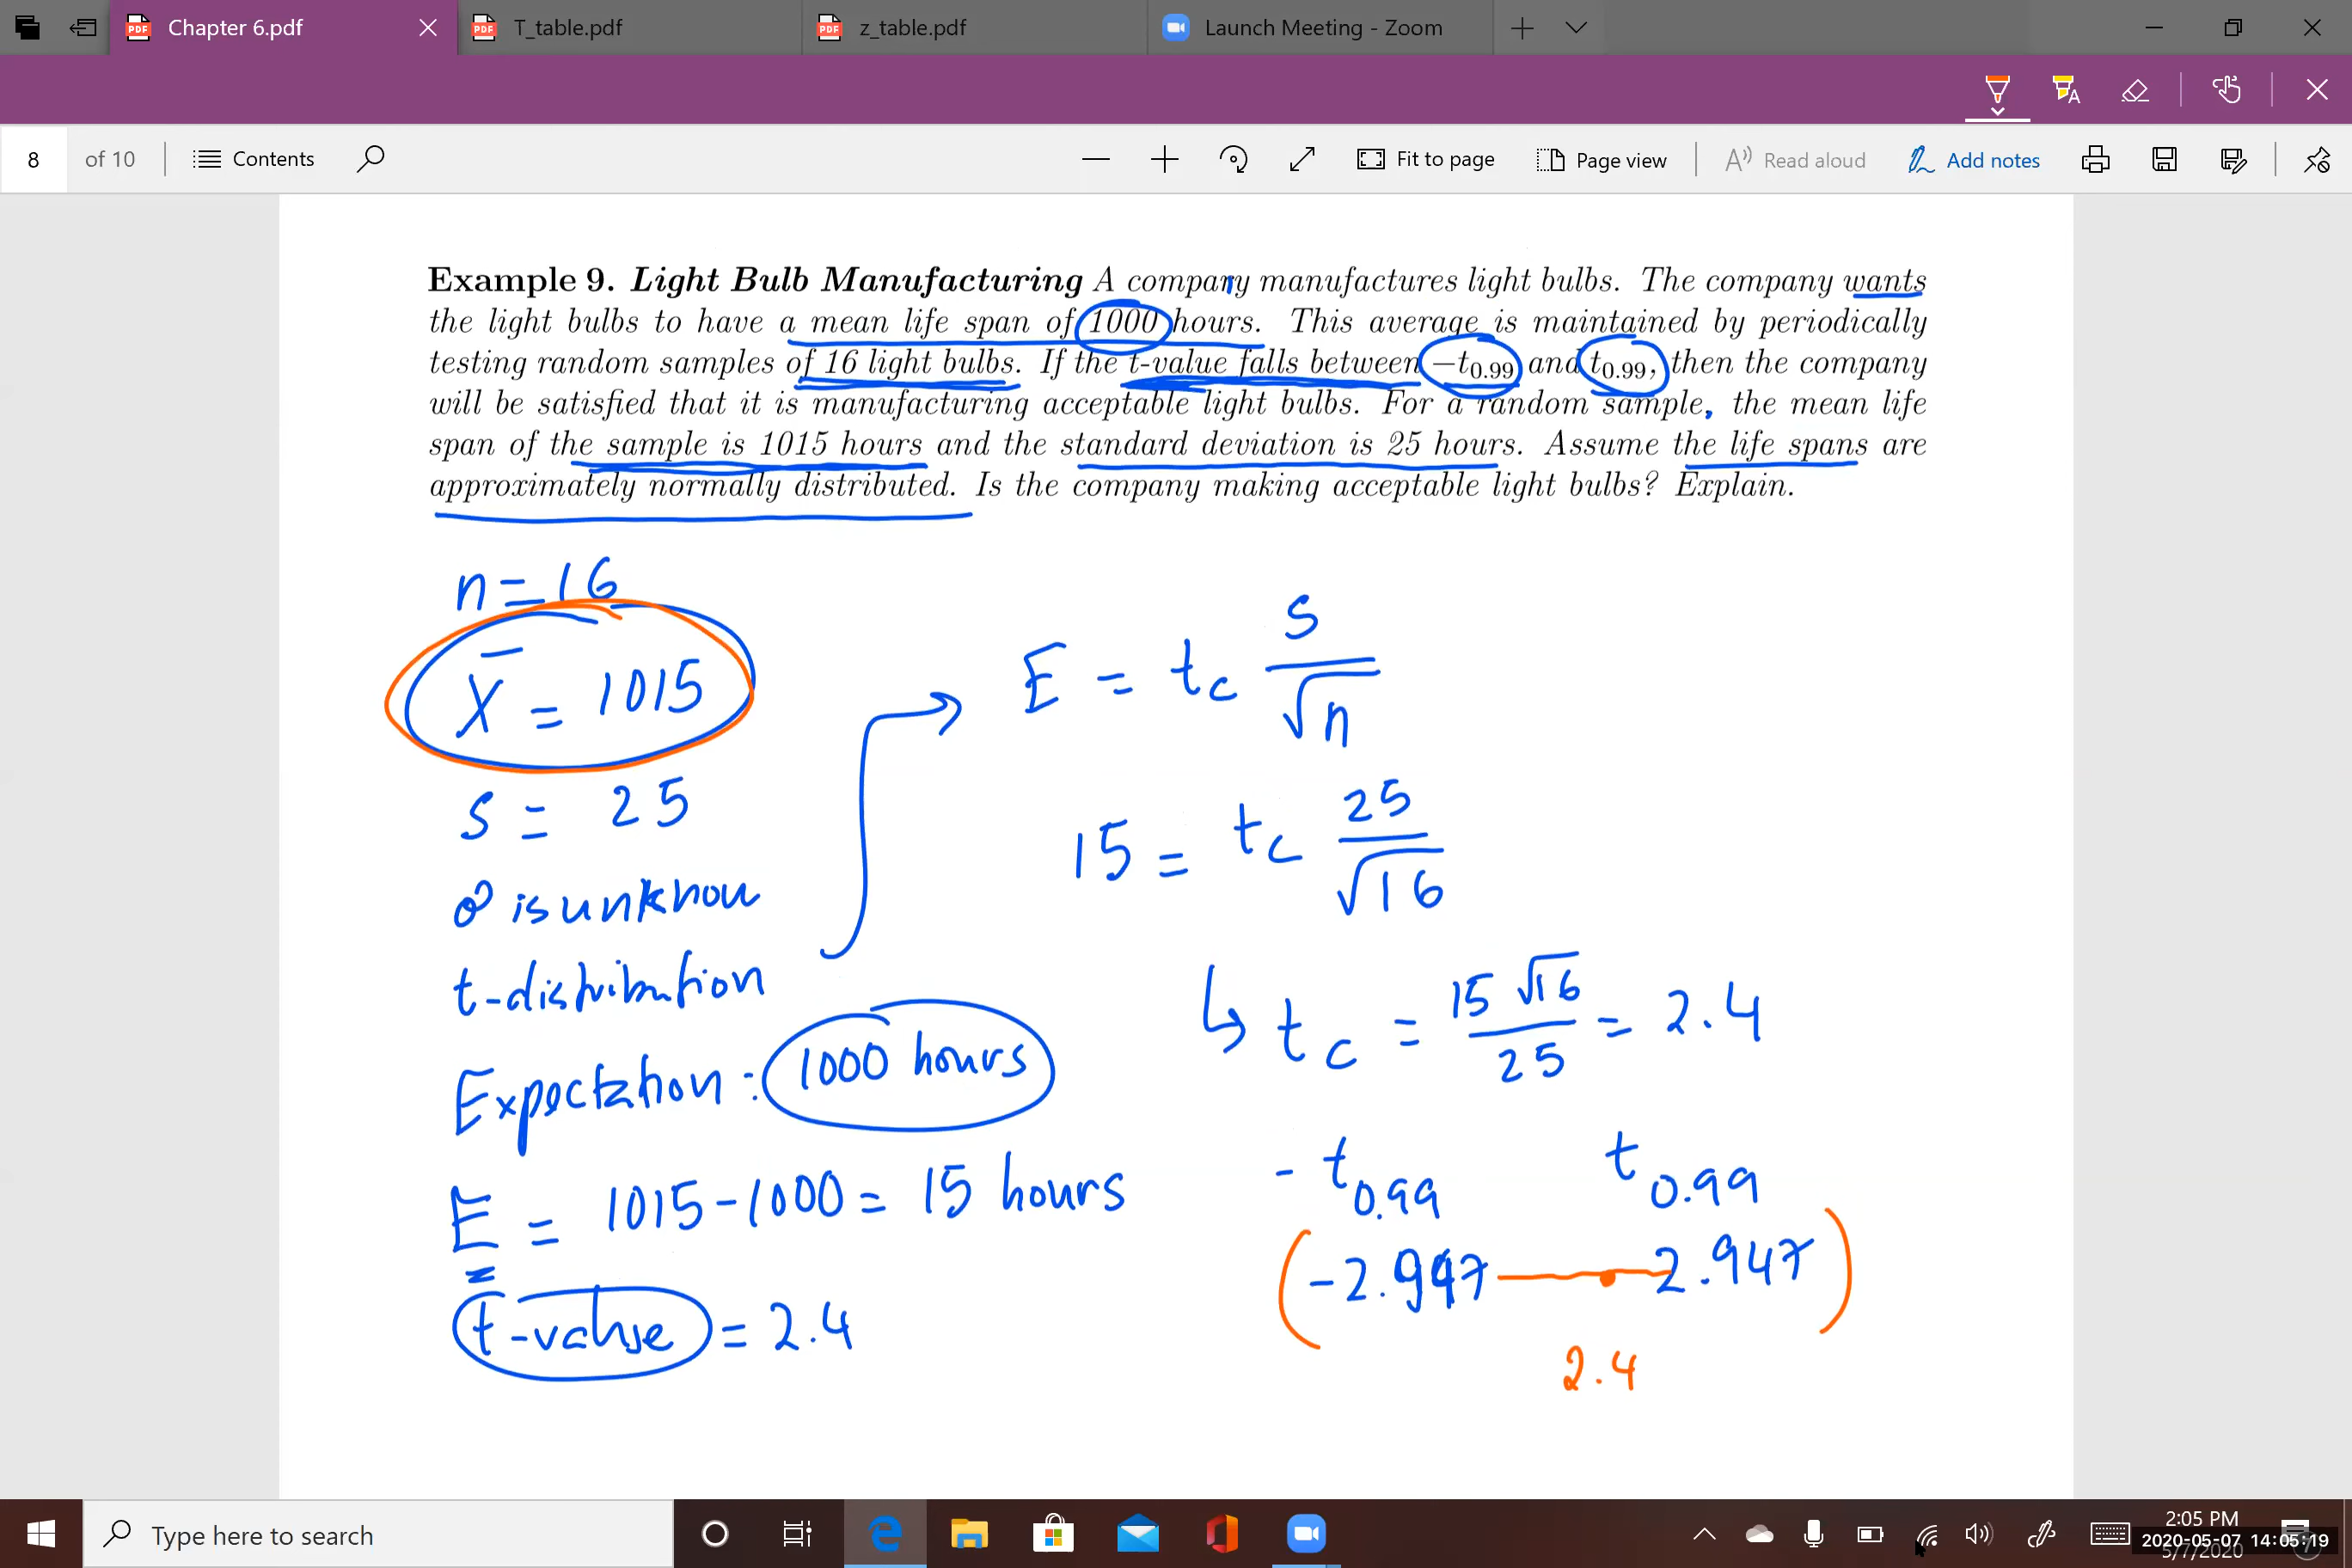 Chapter 6.pdf T_table.pdf z_table.pdf Launch Meeting - Zoom
8 of 10 Contents Fit to page Page view Read aloud Add notes
Example 9. Light Bulb Manufacturing A company manufactures light bulbs. The company wants
the light bulbs to have a mean life span of 1000 hours. This average is maintained by periodically
testing random samples of 16 light bulbs. If the t-value falls between −t0.99 and t0.99, then the company
will be satisfied that it is manufacturing acceptable light bulbs. For a random sample, the mean life
span of the sample is 1015 hours and the standard deviation is 25 hours. Assume the life spans are
approximately normally distributed. Is the company making acceptable light bulbs? Explain.
n = 16
X̄ = 1015
s = 25
σ is unknou
t-distribution
Expectation: 1000 hours
E = 1015-1000 = 15 hours
t-value = 2.4
E = tc s/√n
15 = tc 25/√16
↳ tc = 15√16/25 = 2.4
-t0.99 t0.99
(-2.947 2.947)
2.4
Type here to search
2:05 PM
2020-05-07 14:05:19
5/7/2020